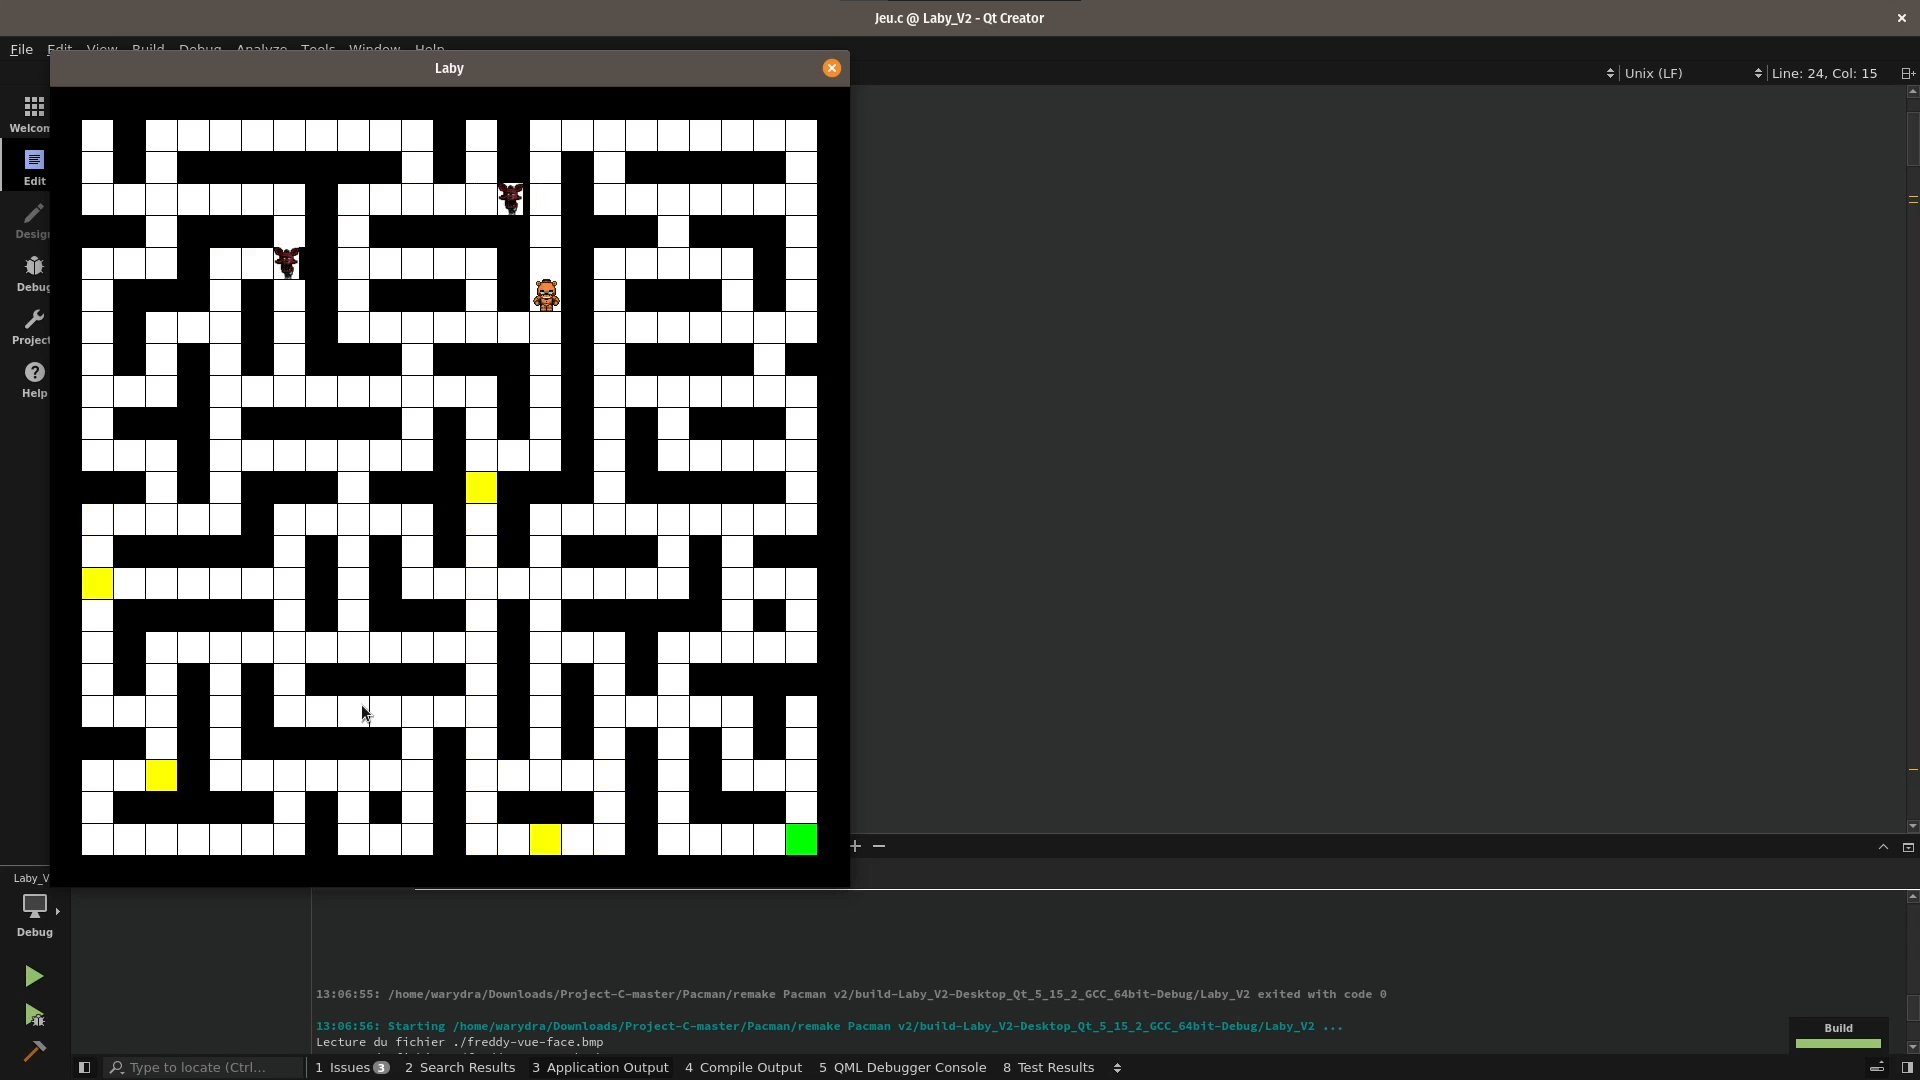 Jeu.c @ Laby_V2 - Qt Creator
File Edit View Build Debug Analyze Tools Window Help
Laby
Unix (LF)
Line: 24, Col: 15
Welcom
Edit
Design
Debug
Project
Help
Laby_V
Debug
13:06:55: /home/warydra/Downloads/Project-C-master/Pacman/remake Pacman v2/build-Laby_V2-Desktop_Qt_5_15_2_GCC_64bit-Debug/Laby_V2 exited with code 0
13:06:56: Starting /home/warydra/Downloads/Project-C-master/Pacman/remake Pacman v2/build-Laby_V2-Desktop_Qt_5_15_2_GCC_64bit-Debug/Laby_V2 ...
Lecture du fichier ./freddy-vue-face.bmp
Build
Type to locate (Ctrl...
1 Issues 3
2 Search Results
3 Application Output
4 Compile Output
5 QML Debugger Console
8 Test Results